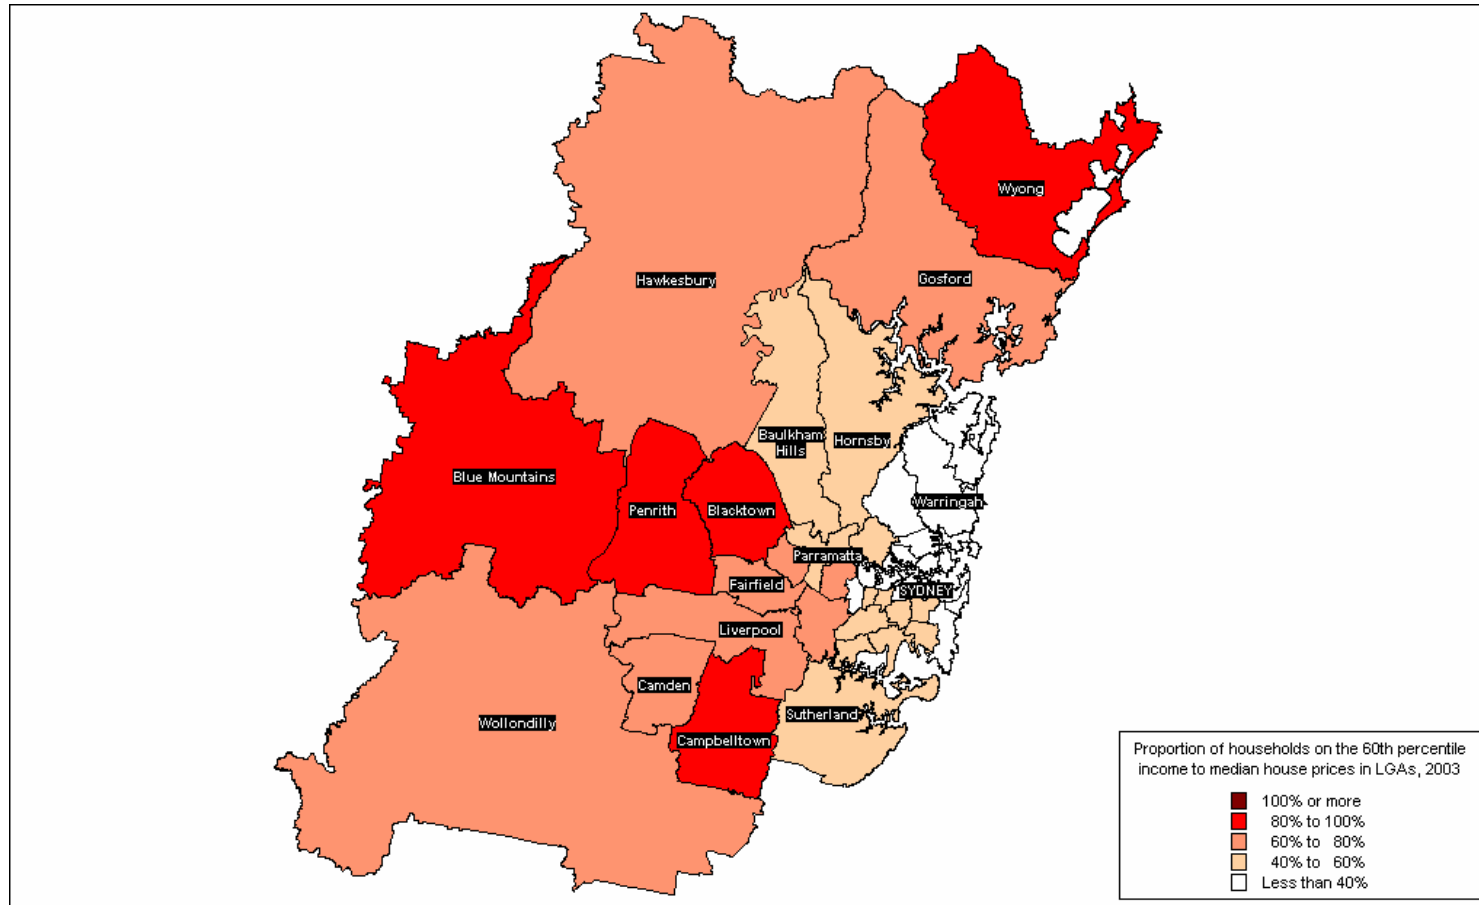 Wyong
Hawkesbury
Gosford
Baulkham
Hills
Hornsby
Blue Mountains
Penrith
Blacktown
Warringah
Parramatta
Fairfield
SYDNEY
Liverpool
Camden
Wollondilly
Sutherland
Campbelltown
Proportion of households on the 60th percentile
income to median house prices in LGAs, 2003
100% or more
80% to 100%
60% to 80%
40% to 60%
Less than 40%